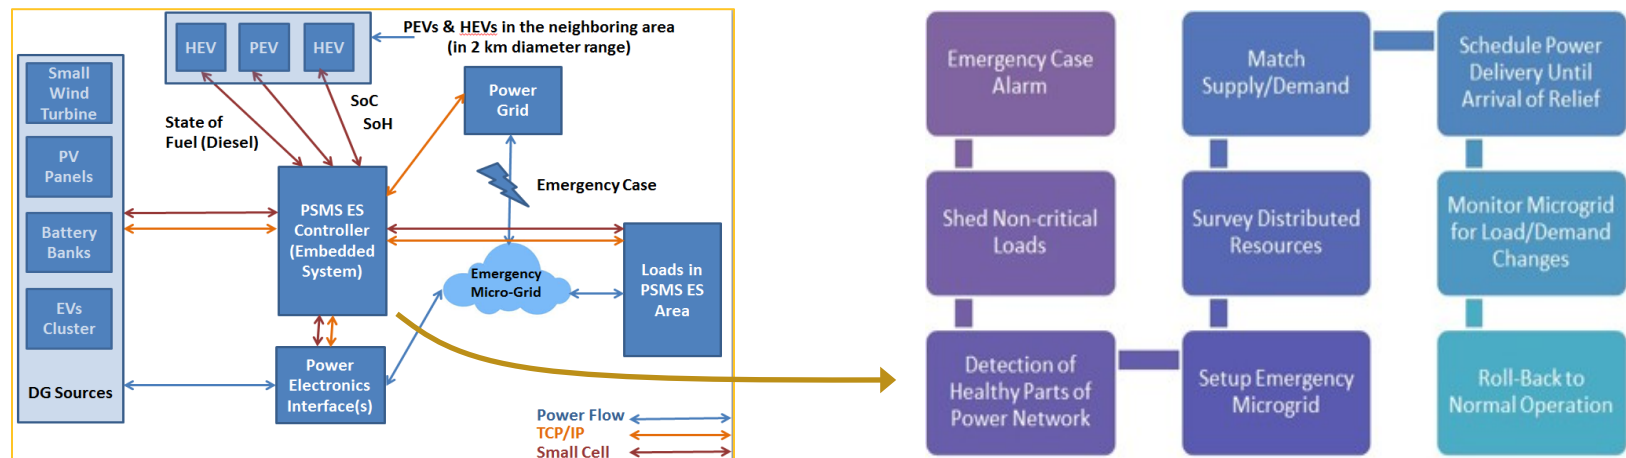 HEV
PEV
HEV
PEVs & HEVs in the neighboring area
(in 2 km diameter range)
Small
Wind
Turbine
PV
Panels
Battery
Banks
EVs
Cluster
DG Sources
State of
Fuel (Diesel)
SoC
SoH
Power
Grid
Emergency Case
PSMS ES
Controller
(Embedded
System)
Emergency
Micro-Grid
Loads in
PSMS ES
Area
Power
Electronics
Interface(s)
Power Flow
TCP/IP
Small Cell
Emergency Case
Alarm
Shed Non-critical
Loads
Detection of
Healthy Parts of
Power Network
Setup Emergency
Microgrid
Survey Distributed
Resources
Match
Supply/Demand
Schedule Power
Delivery Until
Arrival of Relief
Monitor Microgrid
for Load/Demand
Changes
Roll-Back to
Normal Operation